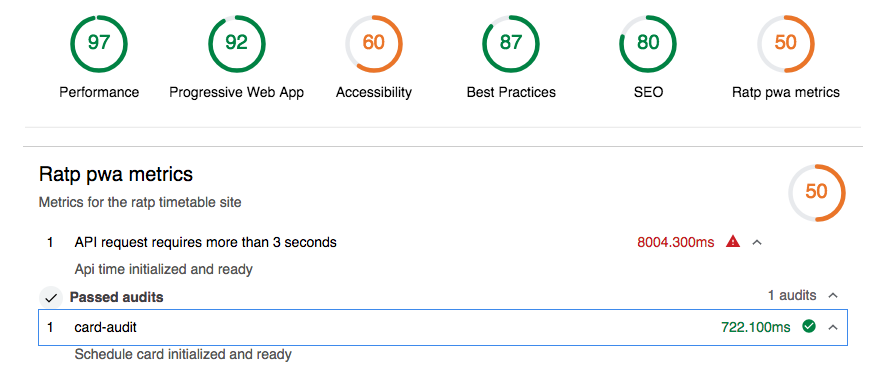 97 92 60 87 80 50
Performance Progressive Web App Accessibility Best Practices SEO Ratp pwa metrics
Ratp pwa metrics
50
Metrics for the ratp timetable site
1 API request requires more than 3 seconds 8004.300ms
Api time initialized and ready
Passed audits 1 audits
1 card-audit 722.100ms
Schedule card initialized and ready